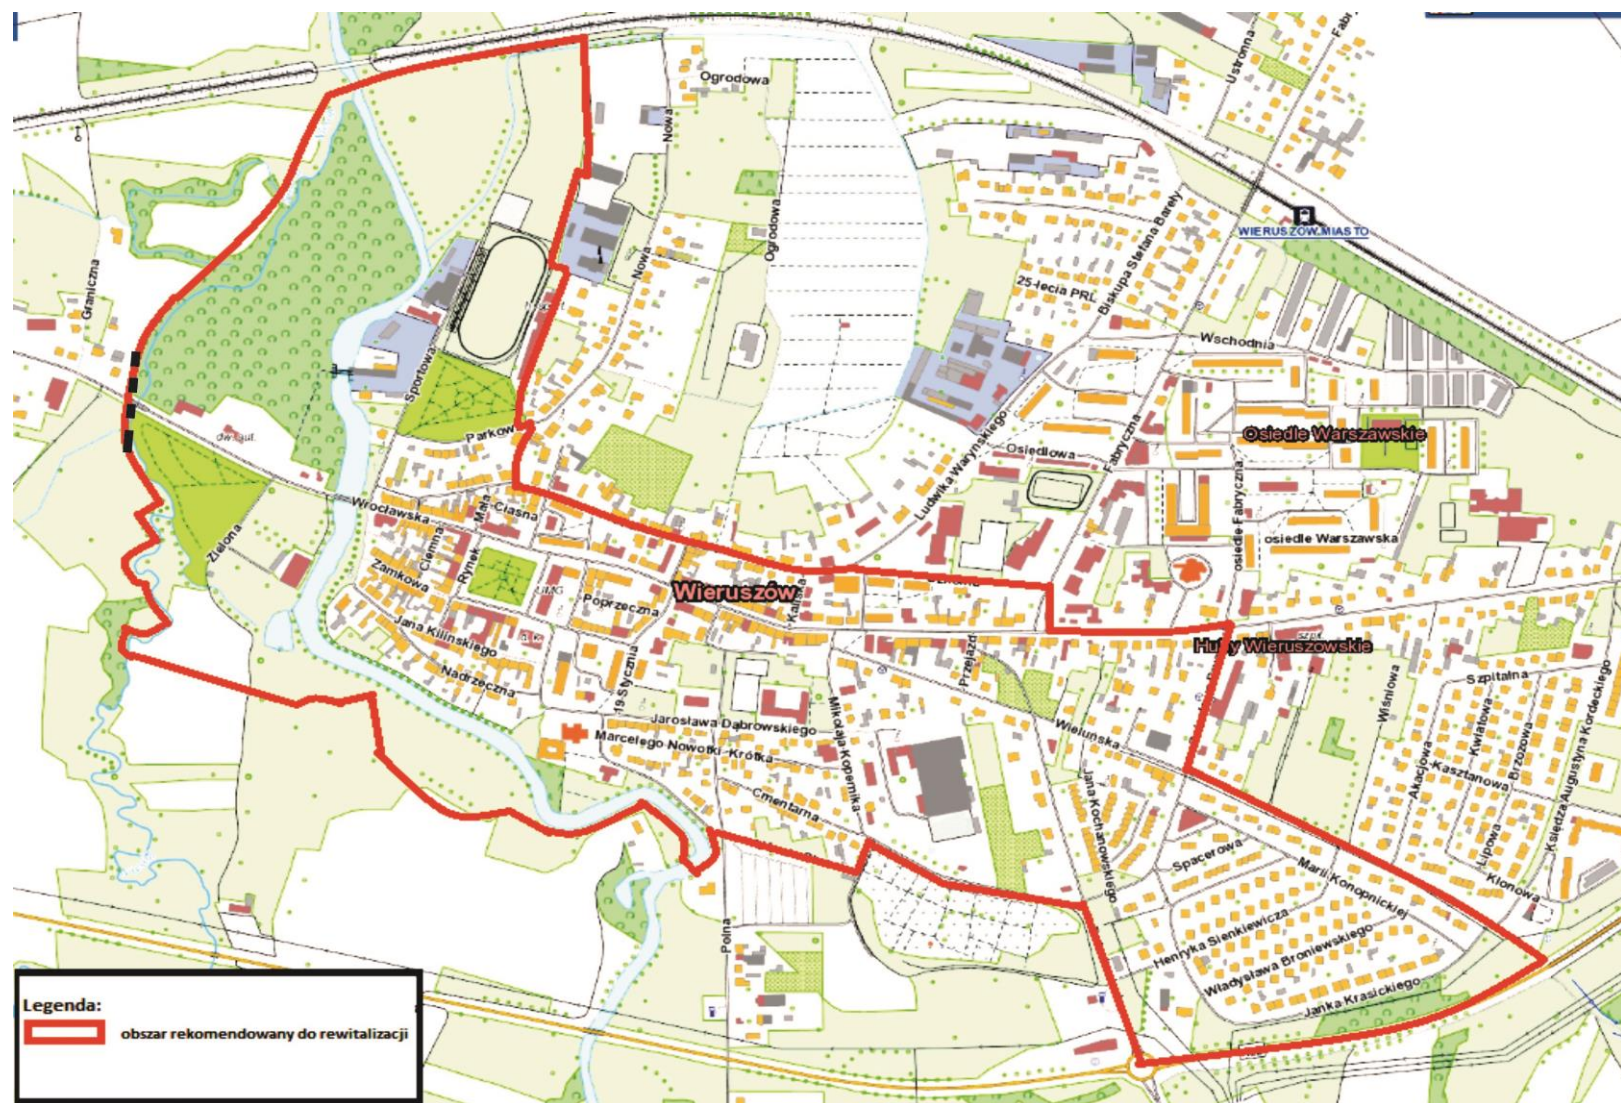 Ustronna
Ogrodowa
Nowa
WIERUSZÓW MIASTO
Graniczna
Nowa
Ogrodowa
Biskupa Stefana Bareły
25-lecia PRL
Wschodnia
Sportowa
Parkow
Ludwika Waryńskiego
Osiedlowa
Fabryczna
Osiedle Warszawskie
osiedle Fabryczna
osiedle Warszawska
Wrocławska
Mała
Ciasna
Zielona
Ciemna
Rynek
Zamkowa
UMG
Poprzeczna
Wieruszów
Kaliska
Jana Kilińskiego
Nadrzeczna
19 Stycznia
Przejazd
szpit.
Wieruszowskie
Szpitalna
Wiśniowa
Mikołaja Kopernika
Jarosława Dąbrowskiego
Marcelego Nowotki-Krótka
Wieluńska
Cmentarna
Jana Kochanowskiego
Akacjowa
Kwiatowa
Brzozowa
Kasztanowa
Księdza Augustyna Kordeckiego
Lipowa
Klonowa
Spacerowa
Marii Konopnickiej
Henryka Sienkiewicza
Władysława Broniewskiego
Janka Krasickiego
Polna
Legenda:
obszar rekomendowany do rewitalizacji